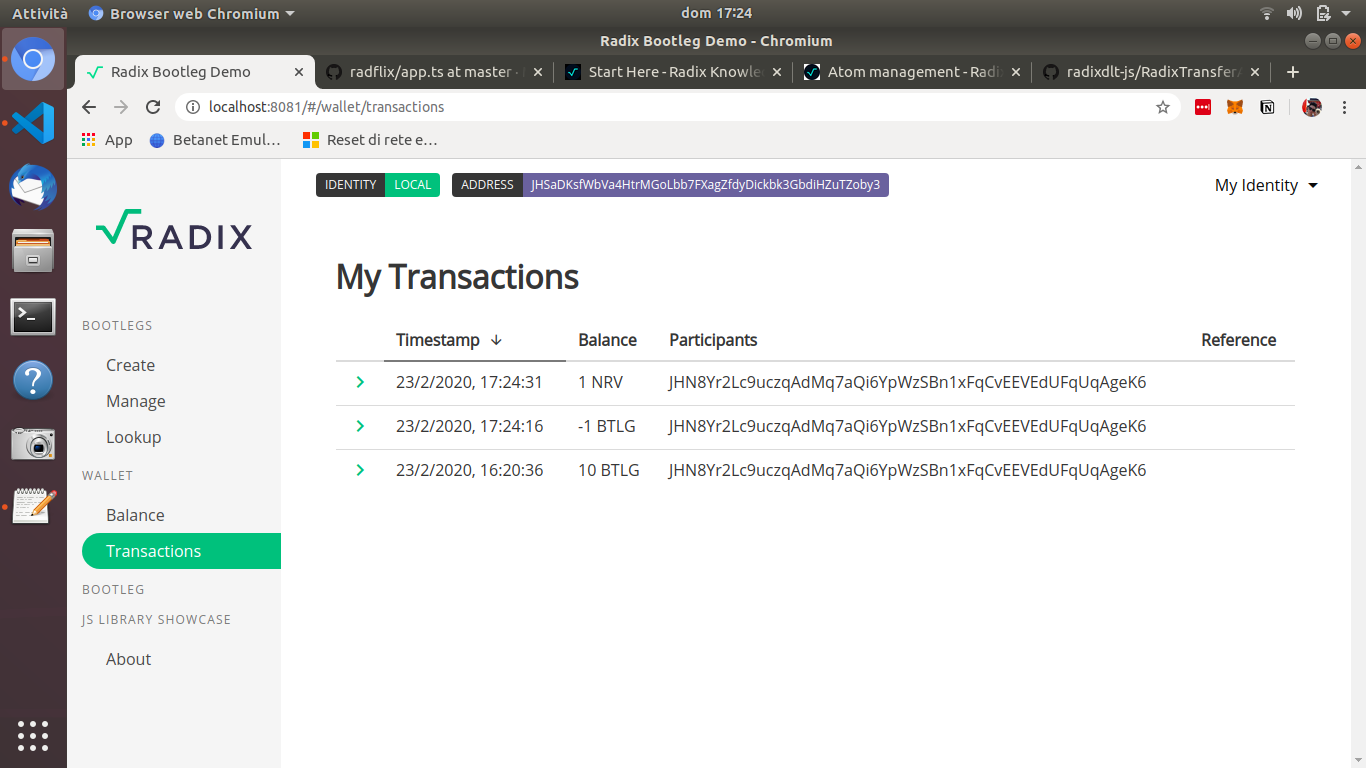 Attività Browser web Chromium dom 17:24
Radix Bootleg Demo - Chromium
Radix Bootleg Demo radflix/app.ts at master · Start Here - Radix Knowle Atom management - Radi radixdlt-js/RadixTransferA
localhost:8081/#/wallet/transactions
App Betanet Emul... Reset di rete e...
IDENTITY LOCAL ADDRESS JHSaDKsfWbVa4HtrMGoLbb7FXagZfdyDickbk3GbdiHZuTZoby3 My Identity
RADIX
My Transactions
BOOTLEGS
Create
Manage
Lookup
WALLET
Balance
Transactions
BOOTLEG
JS LIBRARY SHOWCASE
About
Timestamp ↓ Balance Participants Reference
23/2/2020, 17:24:31 1 NRV JHN8Yr2Lc9uczqAdMq7aQi6YpWzSBn1xFqCvEEVEdUFqUqAgeK6
23/2/2020, 17:24:16 -1 BTLG JHN8Yr2Lc9uczqAdMq7aQi6YpWzSBn1xFqCvEEVEdUFqUqAgeK6
23/2/2020, 16:20:36 10 BTLG JHN8Yr2Lc9uczqAdMq7aQi6YpWzSBn1xFqCvEEVEdUFqUqAgeK6